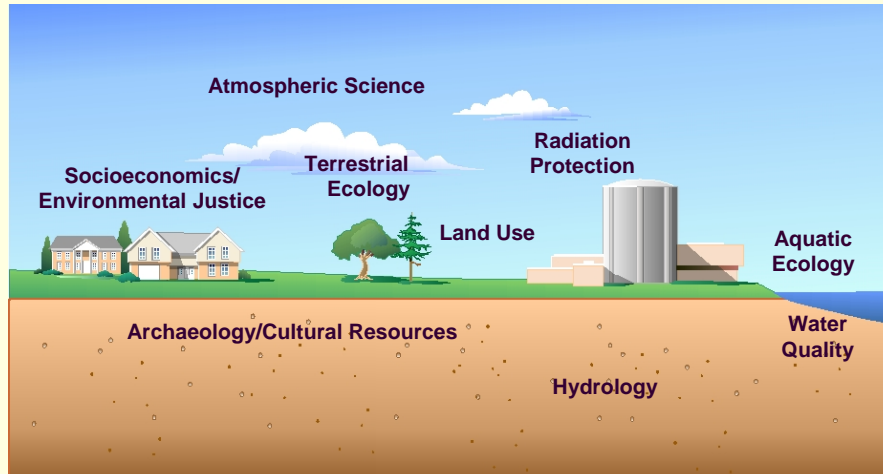 Atmospheric Science
Radiation
Protection
Terrestrial
Ecology
Socioeconomics/
Environmental Justice
Land Use
Aquatic
Ecology
Archaeology/Cultural Resources
Water
Quality
Hydrology